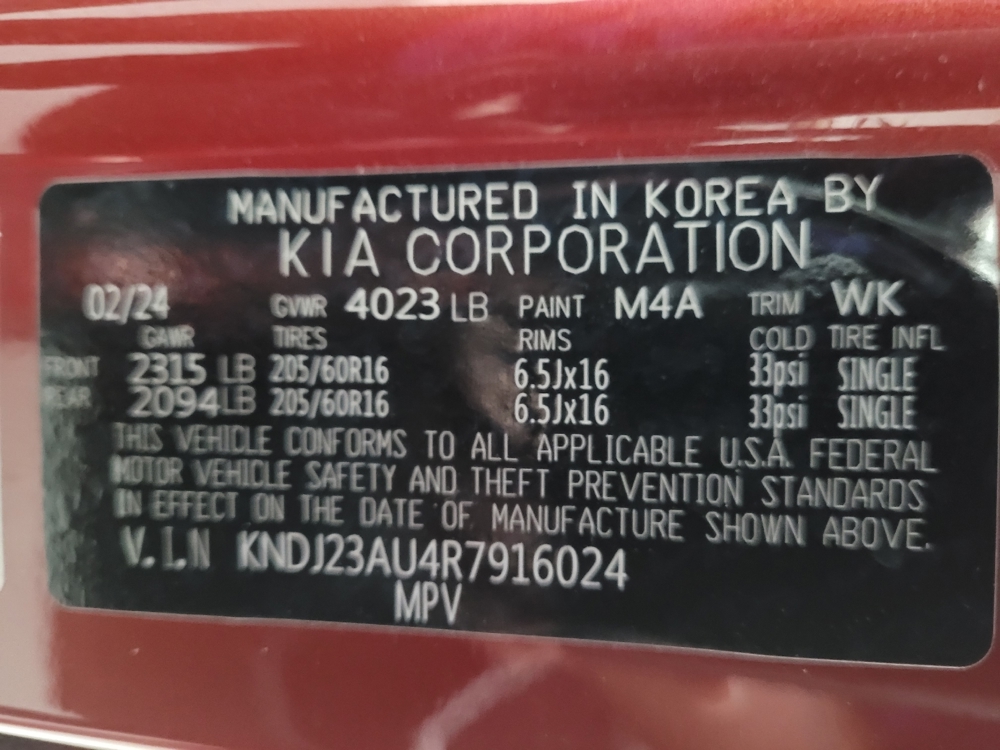 MANUFACTURED IN KOREA BY
KIA CORPORATION
02/24 GVWR 4023 LB PAINT M4A TRIM WK
GAWR TIRES RIMS COLD TIRE INFL
FRONT 2315 LB 205/60R16 6.5Jx16 33psi SINGLE
REAR 2094LB 205/60R16 6.5Jx16 33psi SINGLE
THIS VEHICLE CONFORMS TO ALL APPLICABLE U.S.A. FEDERAL
MOTOR VEHICLE SAFETY AND THEFT PREVENTION STANDARDS
IN EFFECT ON THE DATE OF MANUFACTURE SHOWN ABOVE.
V.I.N KNDJ23AU4R7916024
MPV